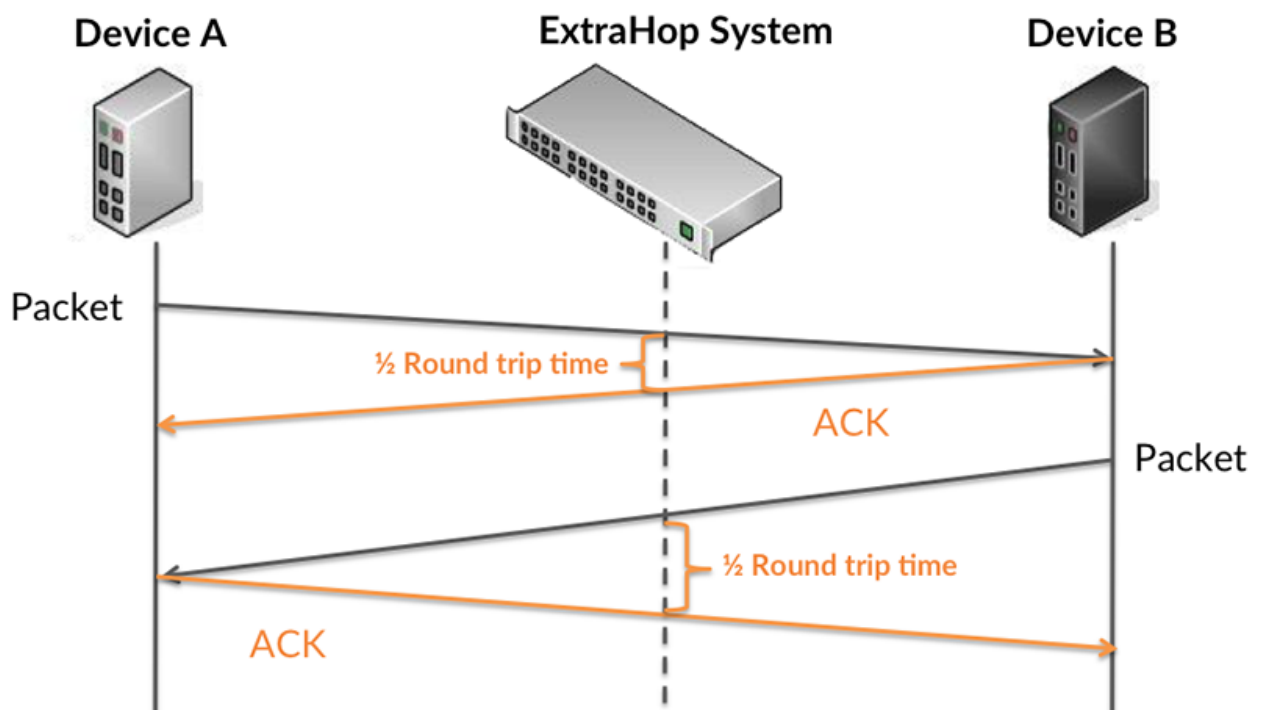 Device A
ExtraHop System
Device B
Packet
½ Round trip time
ACK
Packet
½ Round trip time
ACK